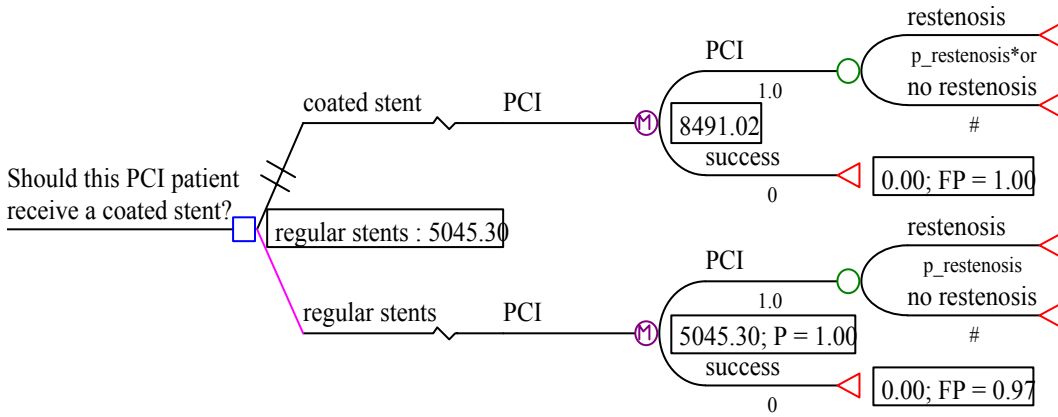 restenosis
PCI
p_restenosis*or
coated stent
PCI
no restenosis
1.0
M
8491.02
#
success
Should this PCI patient
receive a coated stent?
0.00; FP = 1.00
0
regular stents : 5045.30
restenosis
PCI
p_restenosis
regular stents
PCI
no restenosis
1.0
M
5045.30; P = 1.00
#
success
0.00; FP = 0.97
0